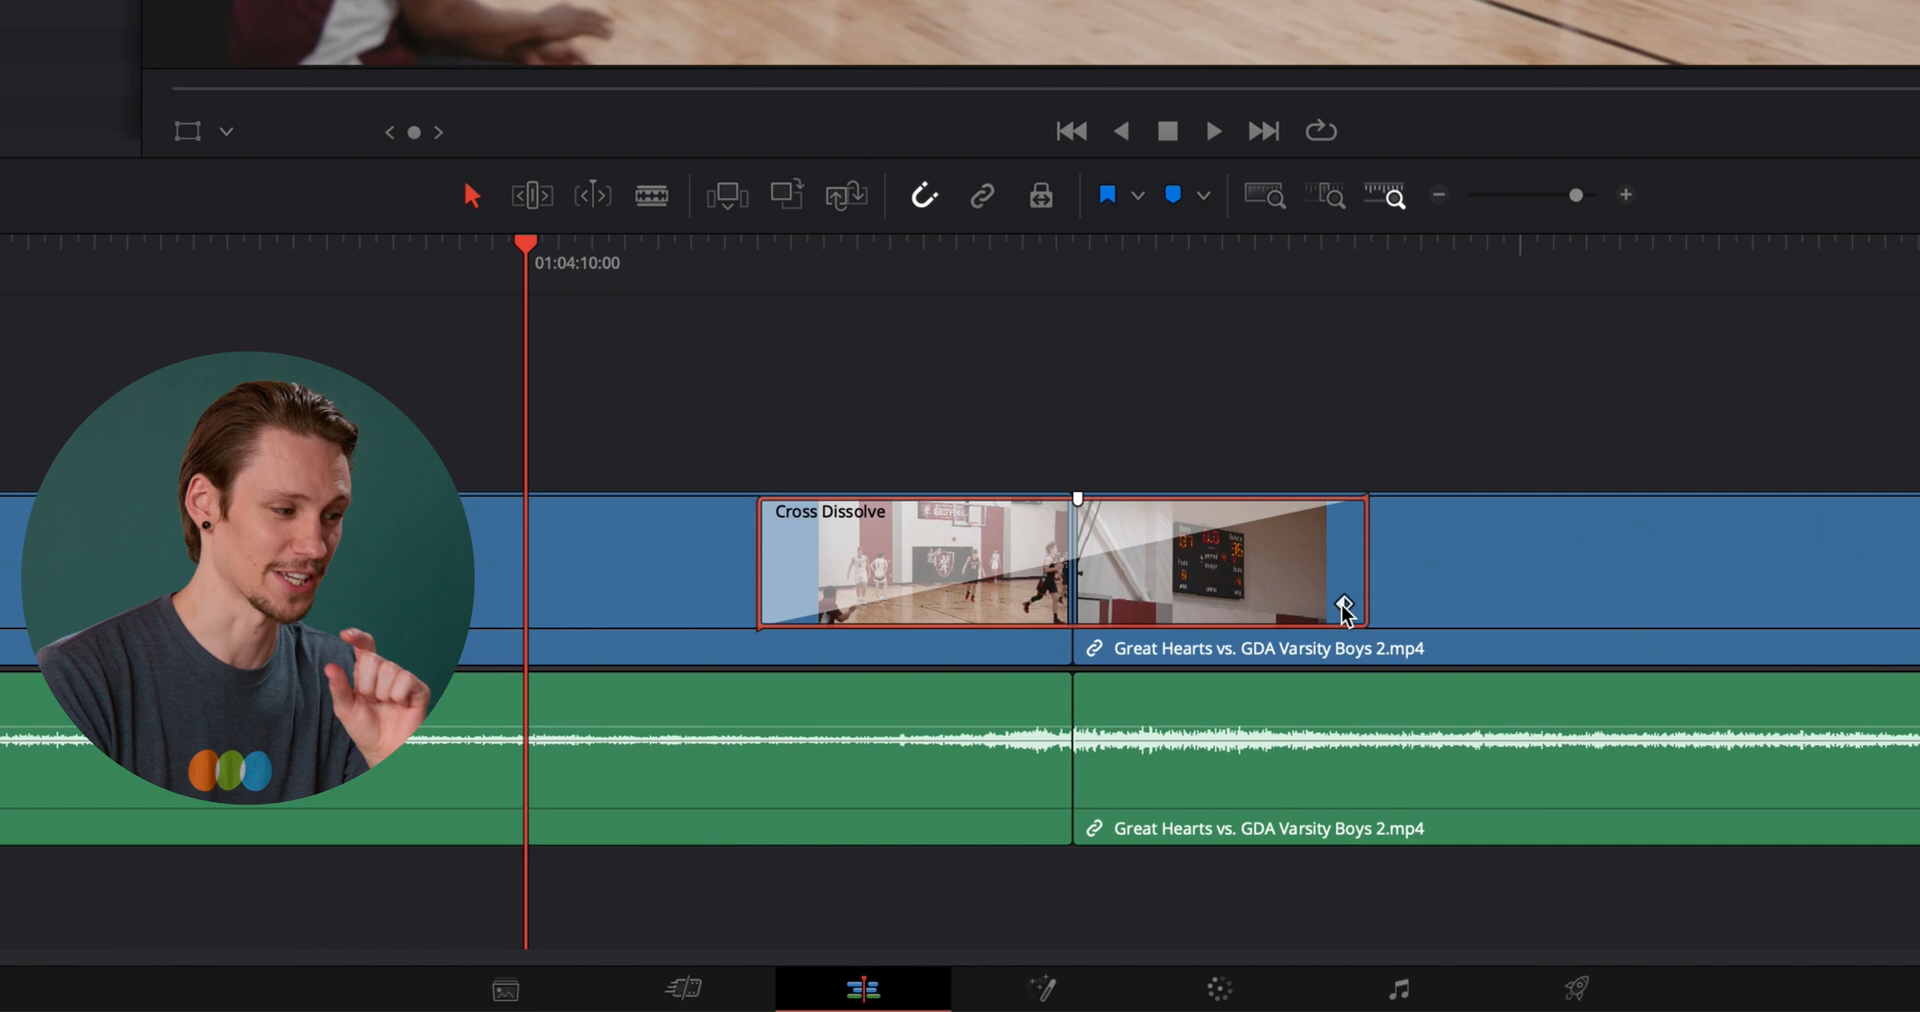 01:04:10:00
Cross Dissolve
Great Hearts vs. GDA Varsity Boys 2.mp4
Great Hearts vs. GDA Varsity Boys 2.mp4